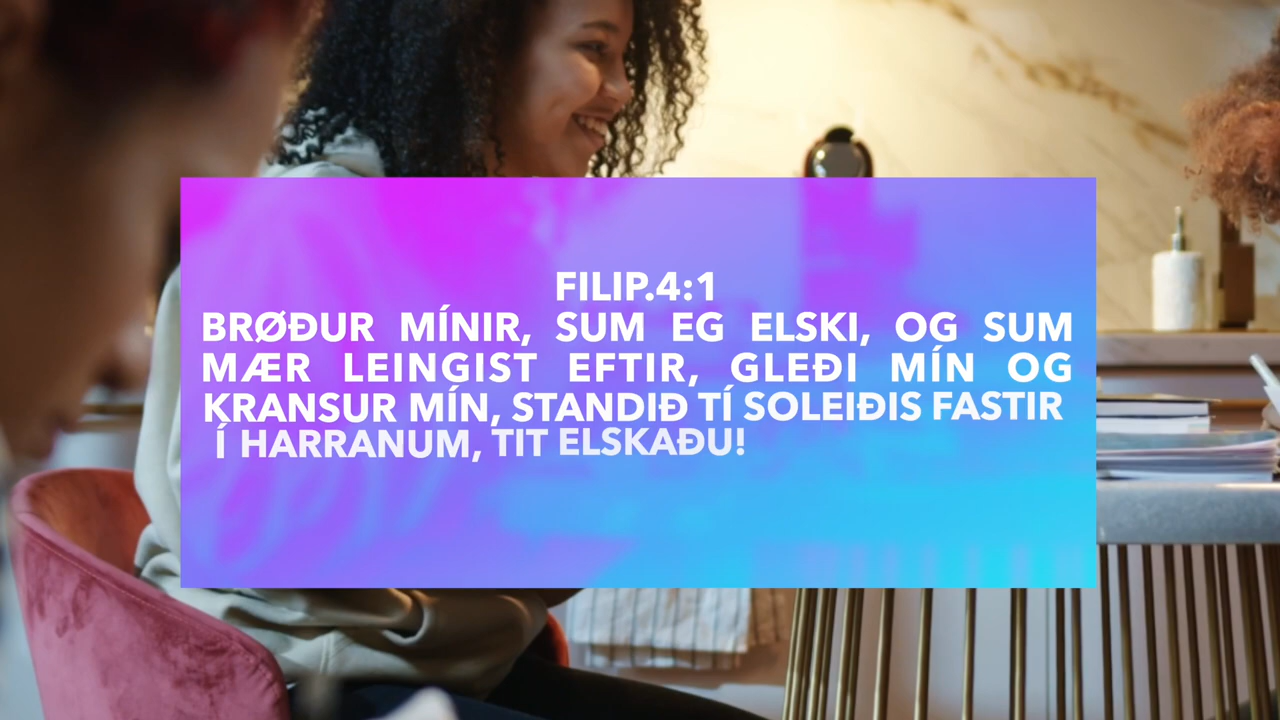 FILIP.4:1
BRØÐUR MÍNIR, SUM EG ELSKI, OG SUM
MÆR LEINGIST EFTIR, GLEÐI MÍN OG
KRANSUR MÍN, STANDIÐ TÍ SOLEIÐIS FASTIR
Í HARRANUM, TIT ELSKAÐU!